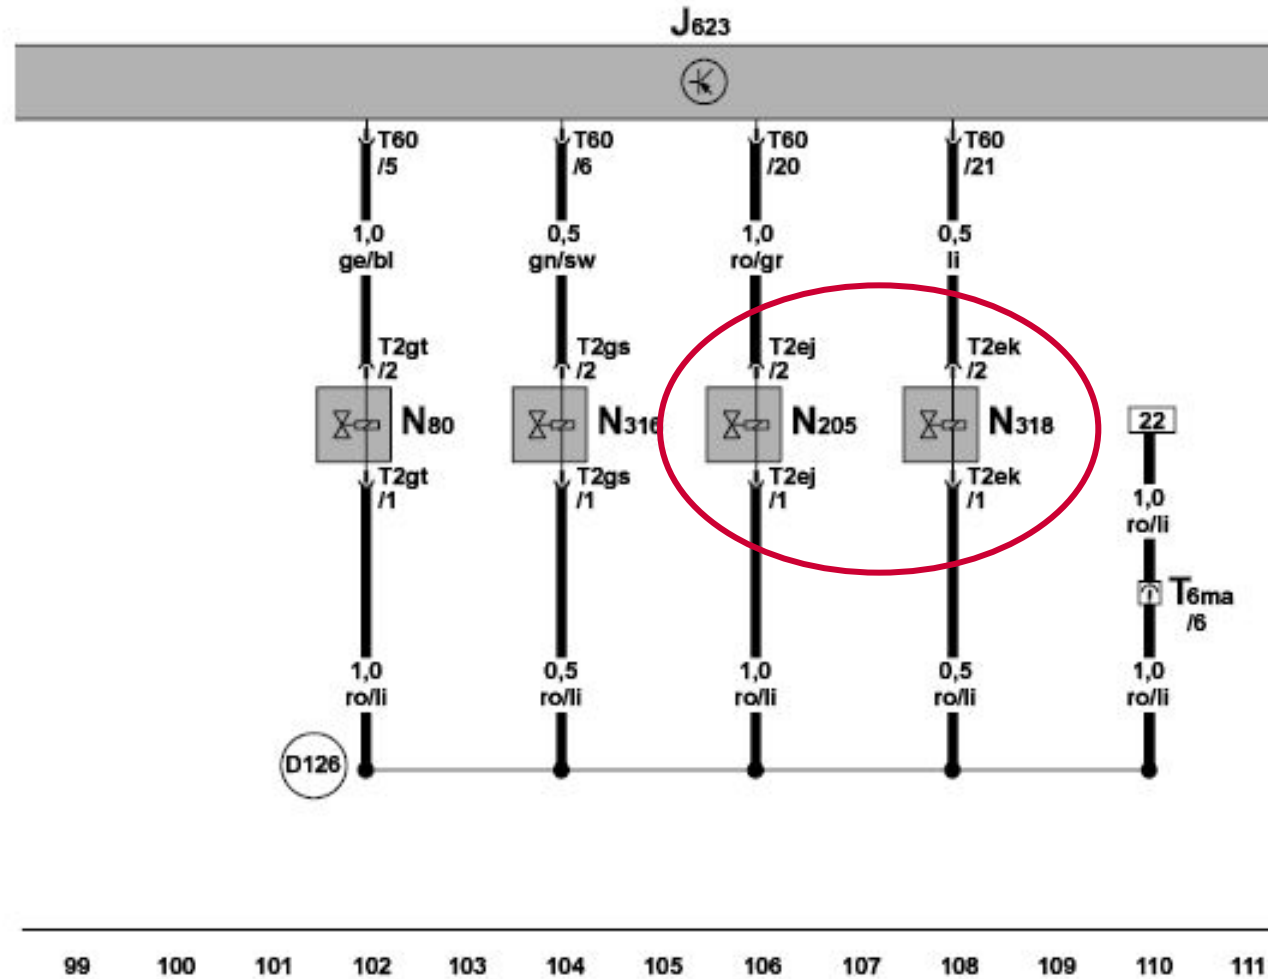 J623
T60 T60 T60 T60
/5 /6 /20 /21
1,0 0,5 1,0 0,5
ge/bl gn/sw ro/gr li
T2gt T2gs T2ej T2ek
/2 /2 /2 /2
N80 N316 N205 N318 22
T2gt T2gs T2ej T2ek
/1 /1 /1 /1
1,0
ro/li
T6ma
/6
1,0 0,5 1,0 0,5 1,0
ro/li ro/li ro/li ro/li ro/li
D126
99 100 101 102 103 104 105 106 107 108 109 110 111